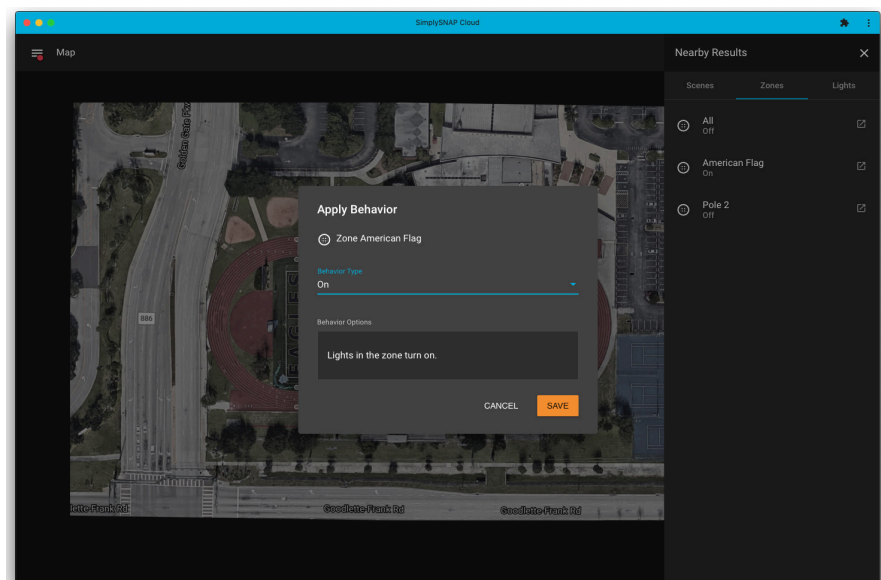 SimplySNAP Cloud
Map
Nearby Results
Scenes
Zones
Lights
All
Off
American Flag
On
Pole 2
Off
Golden Gate Pkwy
886
Apply Behavior
Zone American Flag
Behavior Type
On
Behavior Options
Lights in the zone turn on.
CANCEL
SAVE
lette-Frank Rd
Goodlette-Frank Rd
Goodlette-Frank Rd